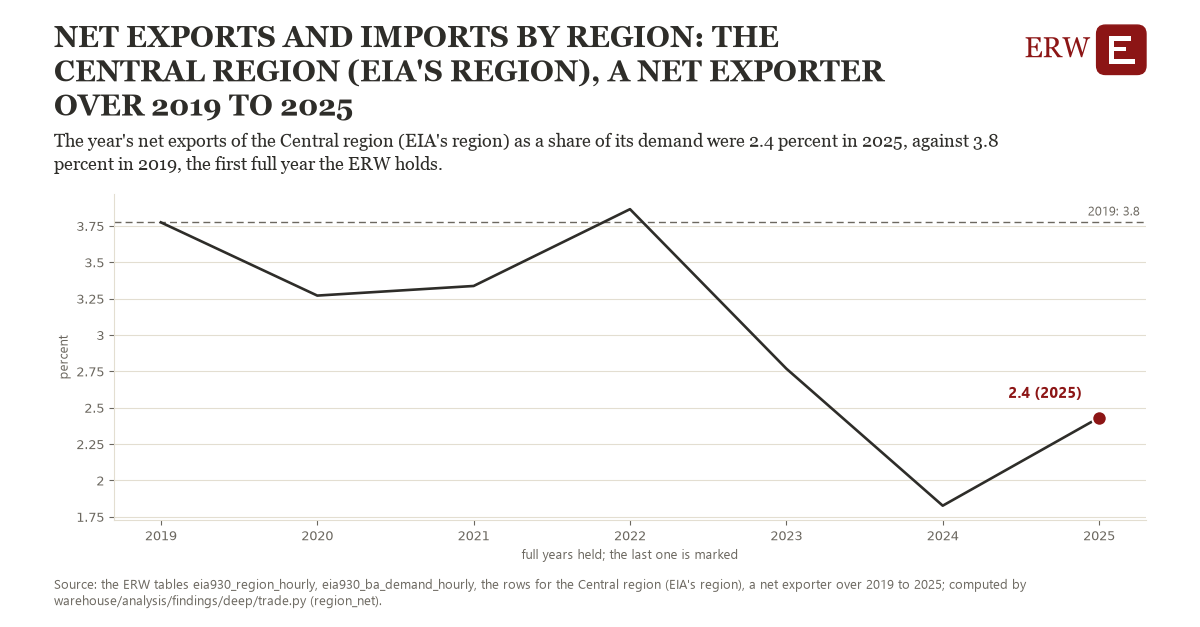 NET EXPORTS AND IMPORTS BY REGION: THE
CENTRAL REGION (EIA'S REGION), A NET EXPORTER
OVER 2019 TO 2025
ERW E
The year's net exports of the Central region (EIA's region) as a share of its demand were 2.4 percent in 2025, against 3.8
percent in 2019, the first full year the ERW holds.
2019: 3.8
3.75
3.5
3.25
3
2.75
2.5
2.25
2
1.75
percent
2.4 (2025)
2019 2020 2021 2022 2023 2024 2025
full years held; the last one is marked
Source: the ERW tables eia930_region_hourly, eia930_ba_demand_hourly, the rows for the Central region (EIA's region), a net exporter over 2019 to 2025; computed by
warehouse/analysis/findings/deep/trade.py (region_net).